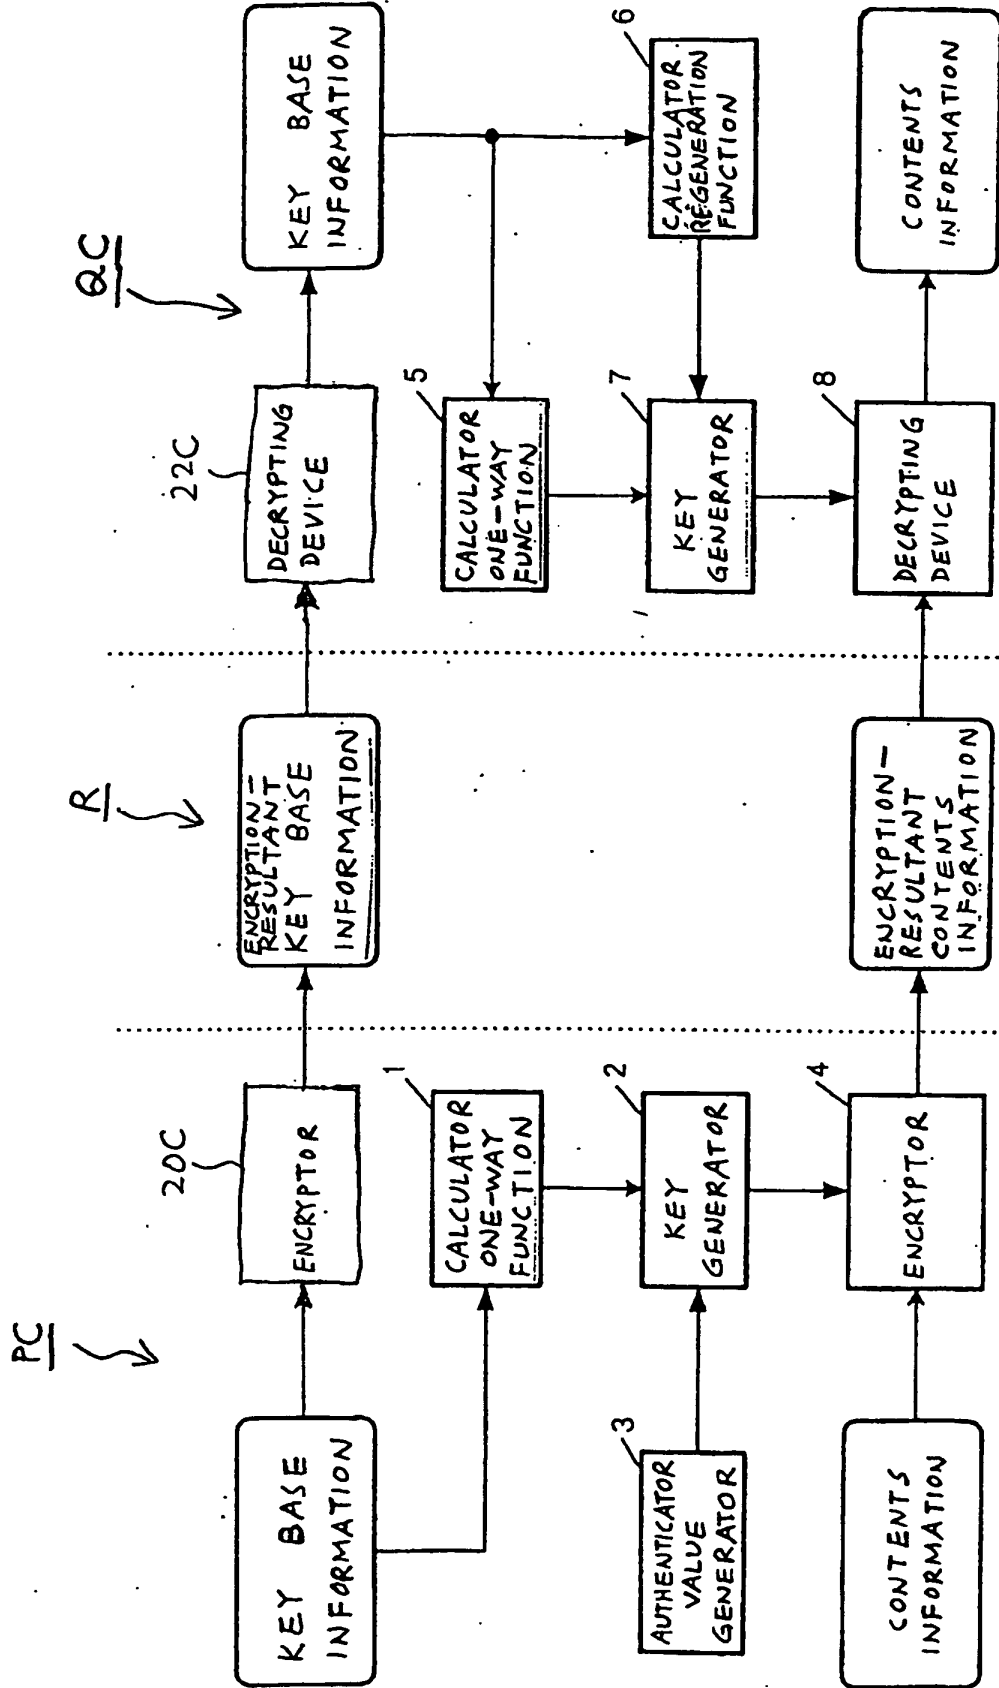 PC
R
QC
KEY BASE
INFORMATION
20C
ENCRYPTOR
ENCRYPTION-
RESULTANT
KEY BASE
INFORMATION
22C
DECRYPTING
DEVICE
KEY BASE
INFORMATION
1
CALCULATOR
ONE-WAY
FUNCTION
5
CALCULATOR
ONE-WAY
FUNCTION
3
AUTHENTICATOR
VALUE
GENERATOR
2
KEY
GENERATOR
7
KEY
GENERATOR
6
CALCULATOR
REGENERATION
FUNCTION
CONTENTS
INFORMATION
4
ENCRYPTOR
ENCRYPTION-
RESULTANT
CONTENTS
INFORMATION
8
DECRYPTING
DEVICE
CONTENTS
INFORMATION